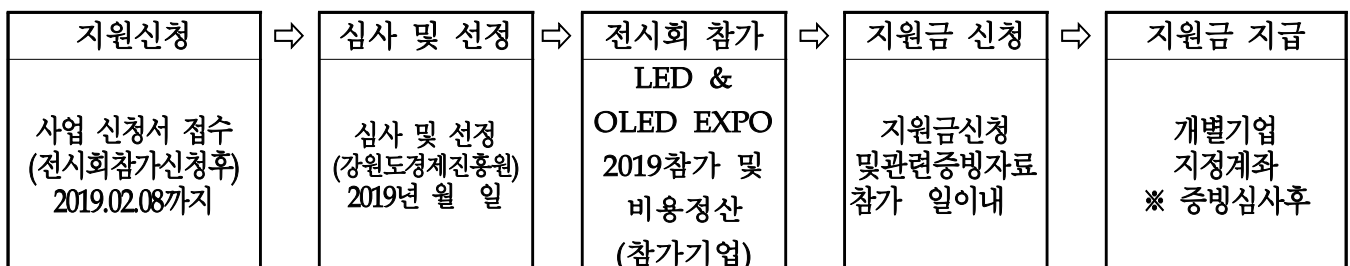 지원신청 ⇨ 심사 및 선정 ⇨ 전시회 참가 ⇨ 지원금 신청 ⇨ 지원금 지급
사업 신청서 접수
(전시회참가신청후)
2019.02.08까지
심사 및 선정
(강원도경제진흥원)
2019년 월 일
LED &
OLED EXPO
2019참가 및
비용정산
(참가기업)
지원금신청
및관련증빙자료
참가 일이내
개별기업
지정계좌
※ 증빙심사후